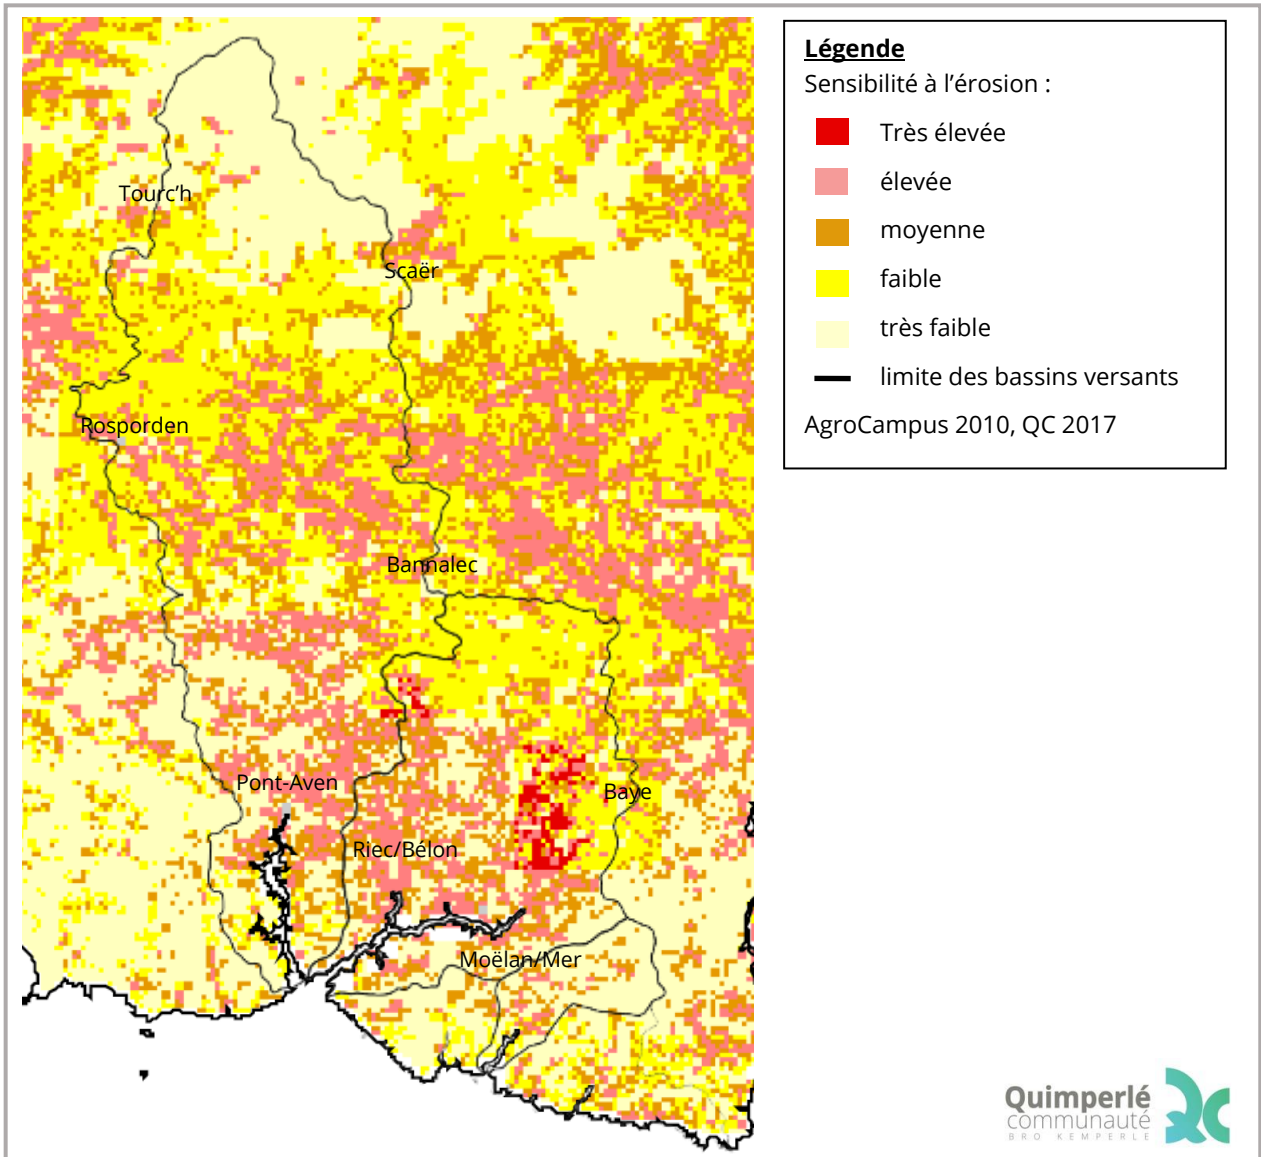 Légende
Sensibilité à l'érosion :
Très élevée
élevée
moyenne
faible
très faible
limite des bassins versants
AgroCampus 2010, QC 2017
Tourc'h
Scaër
Rosporden
Bannalec
Pont-Aven
Baye
Riec/Bélon
Moëlan/Mer
Quimperlé
communauté
BRO KEMPERLE
QC